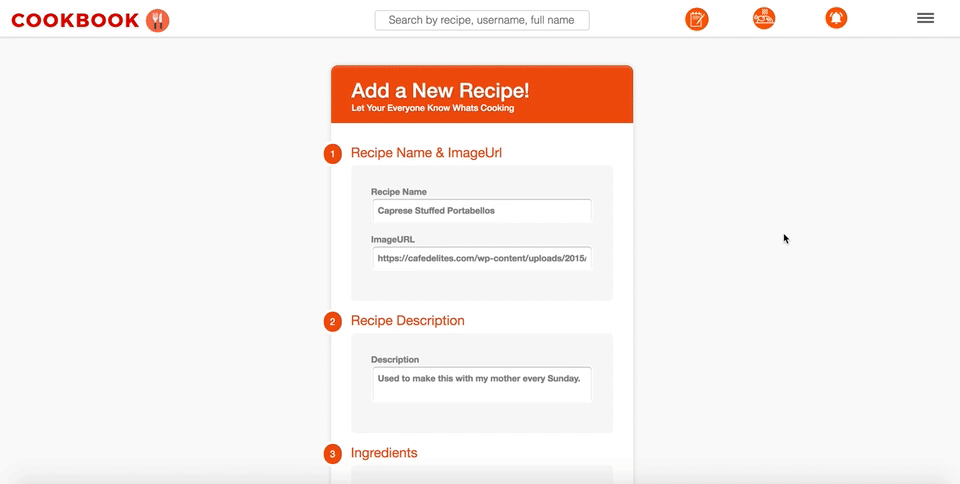 COOKBOOK
Search by recipe, username, full name
Add a New Recipe!
Let Your Everyone Know Whats Cooking
1 Recipe Name & ImageUrl
Recipe Name
Caprese Stuffed Portabellos
ImageURL
https://cafedelites.com/wp-content/uploads/2015/
2 Recipe Description
Description
Used to make this with my mother every Sunday.
3 Ingredients